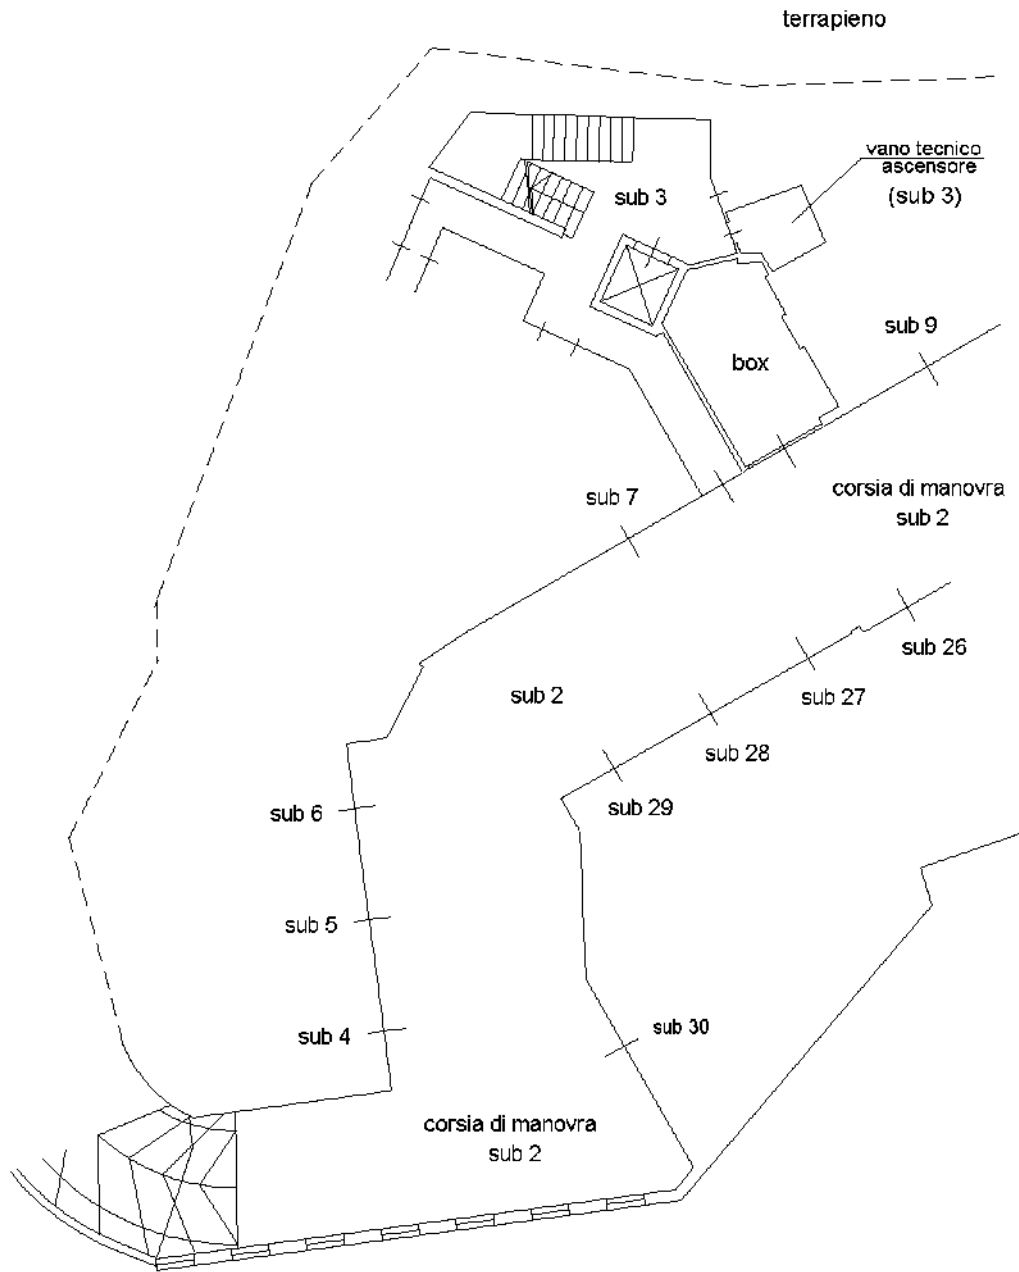 terrapieno
vano tecnico
ascensore
(sub 3)
sub 3
sub 9
box
corsia di manovra
sub 2
sub 7
sub 26
sub 2
sub 27
sub 28
sub 29
sub 6
sub 5
sub 4
sub 30
corsia di manovra
sub 2